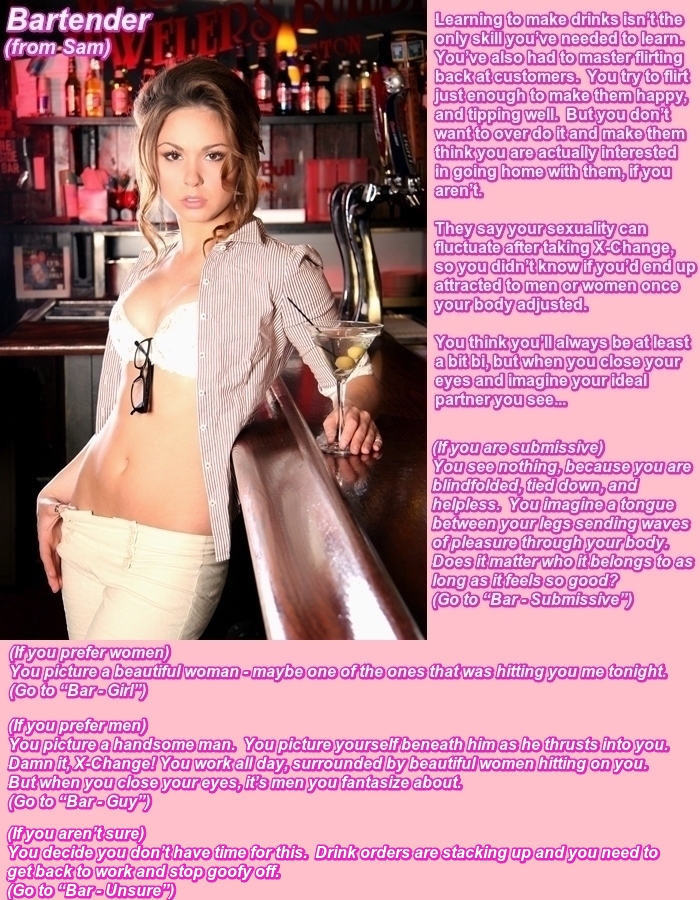 Bartender
(from Sam)
WELERS BUILD
TON
Bull
Learning to make drinks isn't the
only skill you've needed to learn.
You've also had to master flirting
back at customers. You try to flirt
just enough to make them happy,
and tipping well. But you don't
want to over do it and make them
think you are actually interested
in going home with them, if you
aren't.
They say your sexuality can
fluctuate after taking X-Change,
so you didn't know if you'd end up
attracted to men or women once
your body adjusted.
You think you'll always be at least
a bit bi, but when you close your
eyes and imagine your ideal
partner you see...
(If you are submissive)
You see nothing, because you are
blindfolded, tied down, and
helpless. You imagine a tongue
between your legs sending waves
of pleasure through your body.
Does it matter who it belongs to as
long as it feels so good?
(Go to “Bar - Submissive”)
(If you prefer women)
You picture a beautiful woman - maybe one of the ones that was hitting you me tonight.
(Go to “Bar - Girl”)
(If you prefer men)
You picture a handsome man. You picture yourself beneath him as he thrusts into you.
Damn it, X-Change! You work all day, surrounded by beautiful women hitting on you.
But when you close your eyes, it's men you fantasize about.
(Go to “Bar - Guy”)
(If you aren't sure)
You decide you don't have time for this. Drink orders are stacking up and you need to
get back to work and stop goofy off.
(Go to “Bar - Unsure”)